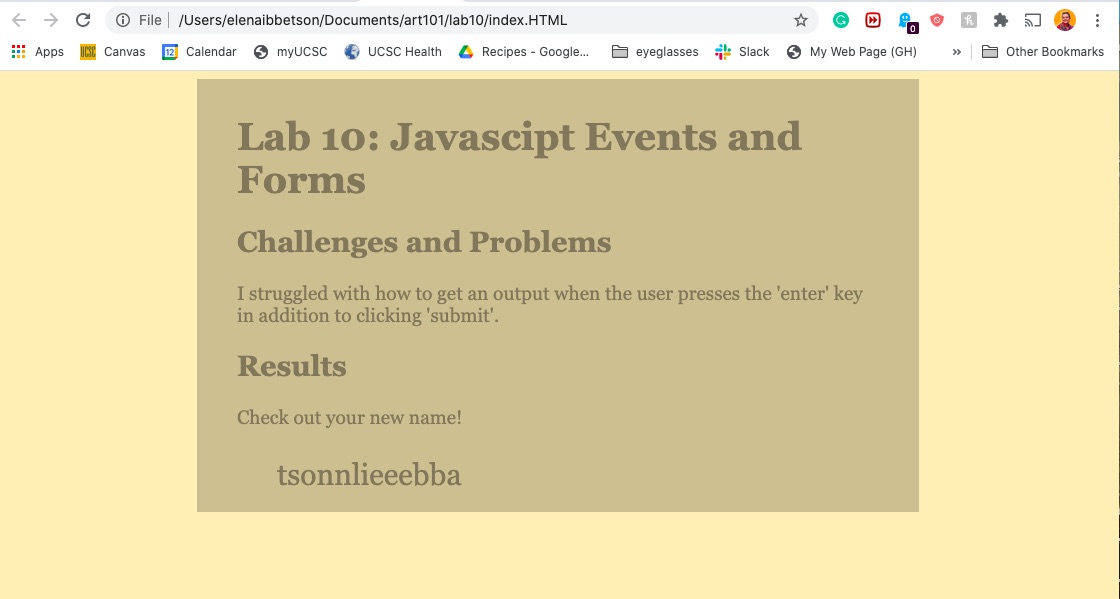 File /Users/elenaibbetson/Documents/art101/lab10/index.HTML
0
Apps UCSC Canvas 12 Calendar myUCSC UCSC Health Recipes - Google... eyeglasses Slack My Web Page (GH) » Other Bookmarks
Lab 10: Javascipt Events and
Forms
Challenges and Problems
I struggled with how to get an output when the user presses the 'enter' key
in addition to clicking 'submit'.
Results
Check out your new name!
tsonnlieeebba